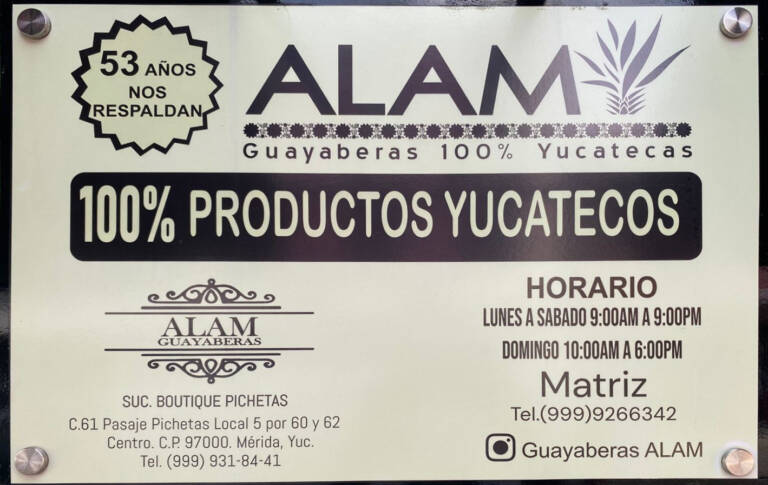 53 AÑOS
NOS
RESPALDAN
ALAM
Guayaberas 100% Yucatecas
100% PRODUCTOS YUCATECOS
ALAM
GUAYABERAS
SUC. BOUTIQUE PICHETAS
C.61 Pasaje Pichetas Local 5 por 60 y 62
Centro. C.P. 97000. Mérida, Yuc.
Tel. (999) 931-84-41
HORARIO
LUNES A SABADO 9:00AM A 9:00PM
DOMINGO 10:00AM A 6:00PM
Matriz
Tel.(999)9266342
Guayaberas ALAM